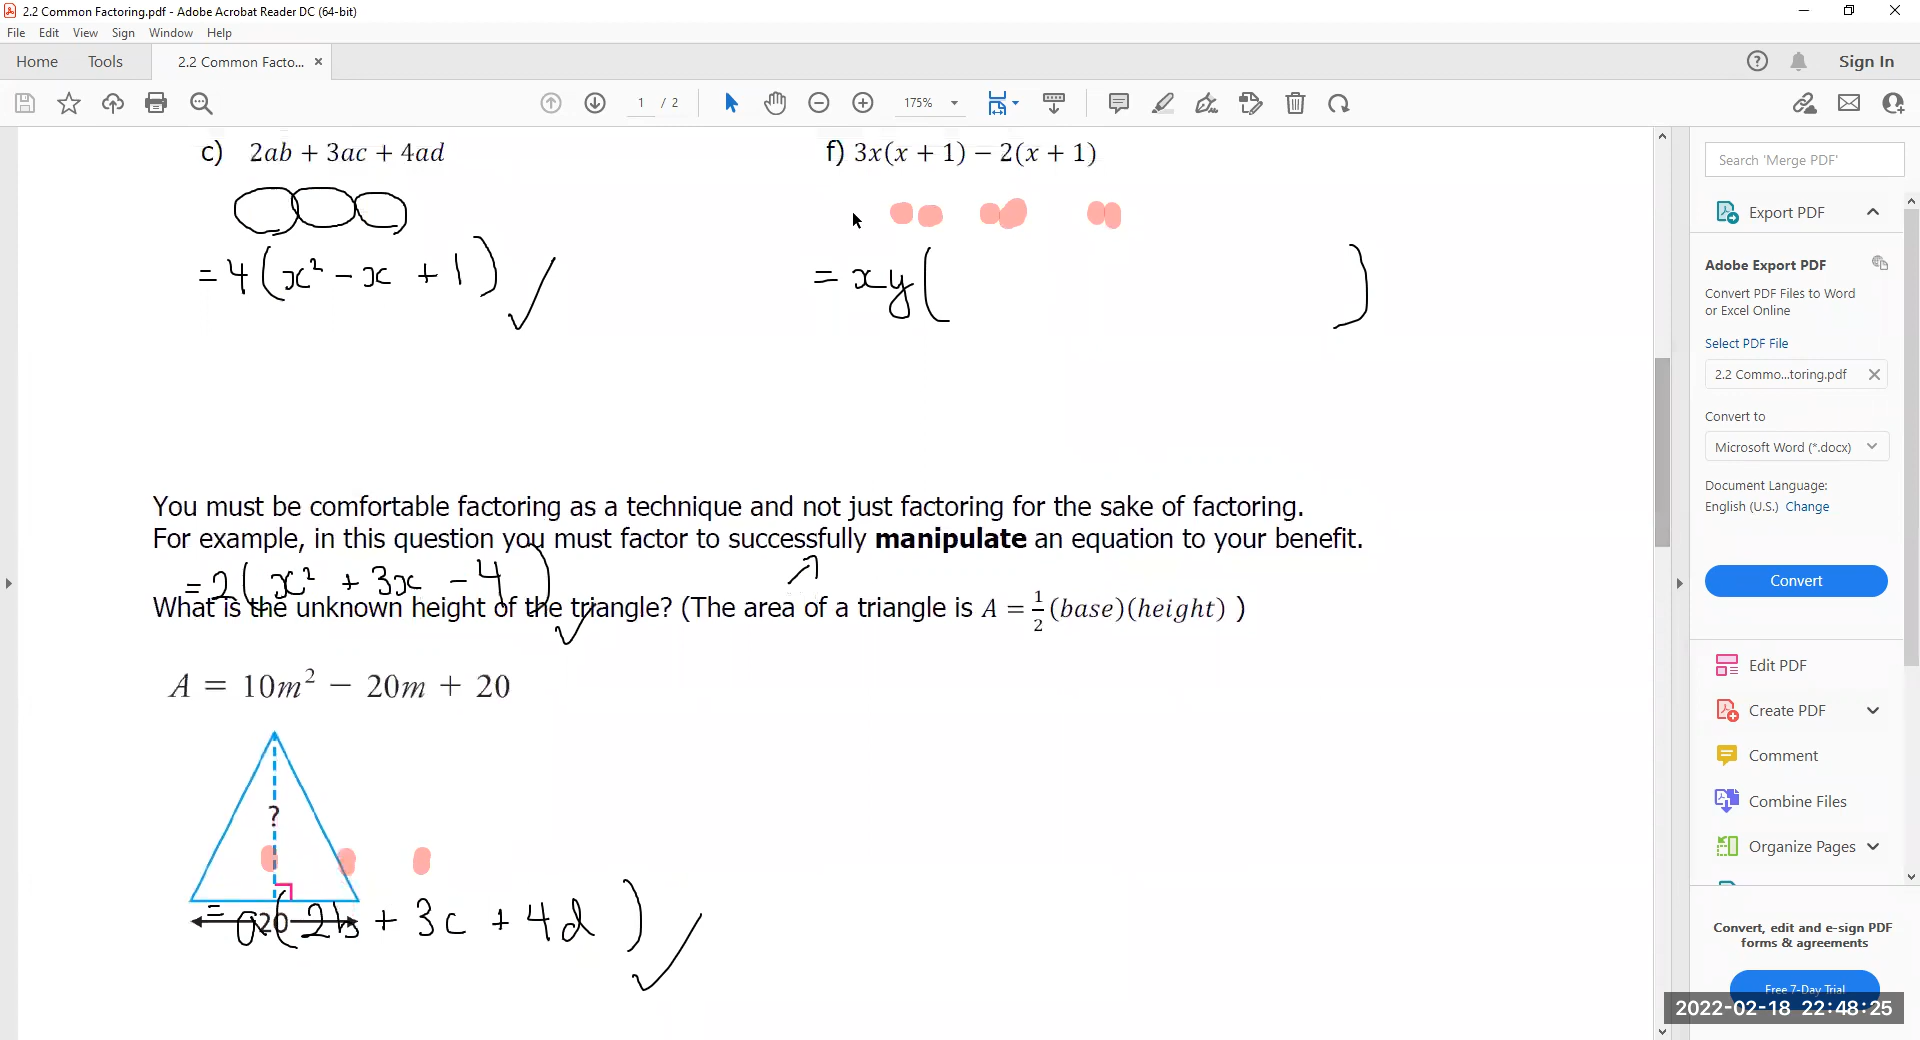 2.2 Common Factoring.pdf - Adobe Acrobat Reader DC (64-bit)
File Edit View Sign Window Help
Home Tools 2.2 Common Facto... × Sign In
1 / 2 175%
c) 2ab + 3ac + 4ad
f) 3x(x + 1) − 2(x + 1)
= 4(x² − x + 1)
= xy( )
You must be comfortable factoring as a technique and not just factoring for the sake of factoring.
For example, in this question you must factor to successfully manipulate an equation to your benefit.
= 2(x² + 3x − 4)
What is the unknown height of the triangle? (The area of a triangle is A = 1/2 (base)(height) )
A = 10m² − 20m + 20
?
20
= a(2b + 3c + 4d)
Search 'Merge PDF'
Export PDF
Adobe Export PDF
Convert PDF Files to Word
or Excel Online
Select PDF File
2.2 Commo...toring.pdf
Convert to
Microsoft Word (*.docx)
Document Language:
English (U.S.) Change
Convert
Edit PDF
Create PDF
Comment
Combine Files
Organize Pages
Convert, edit and e-sign PDF
forms & agreements
Free 7-Day Trial
2022-02-18 22:48:25